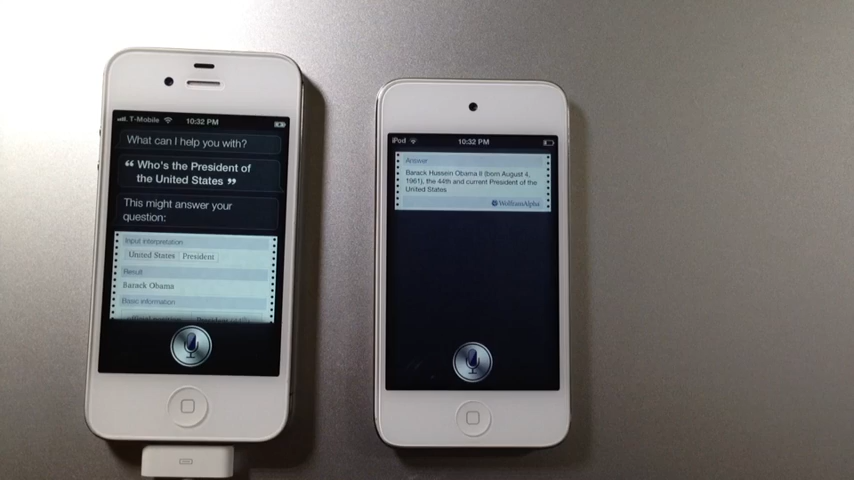 T-Mobile 10:32 PM
What can I help you with?
“ Who's the President of
the United States ”
This might answer your
question:
Input interpretation
United States President
Result
Barack Obama
Basic information
iPod 10:32 PM
Answer
Barack Hussein Obama II (born August 4,
1961), the 44th and current President of the
United States
WolframAlpha